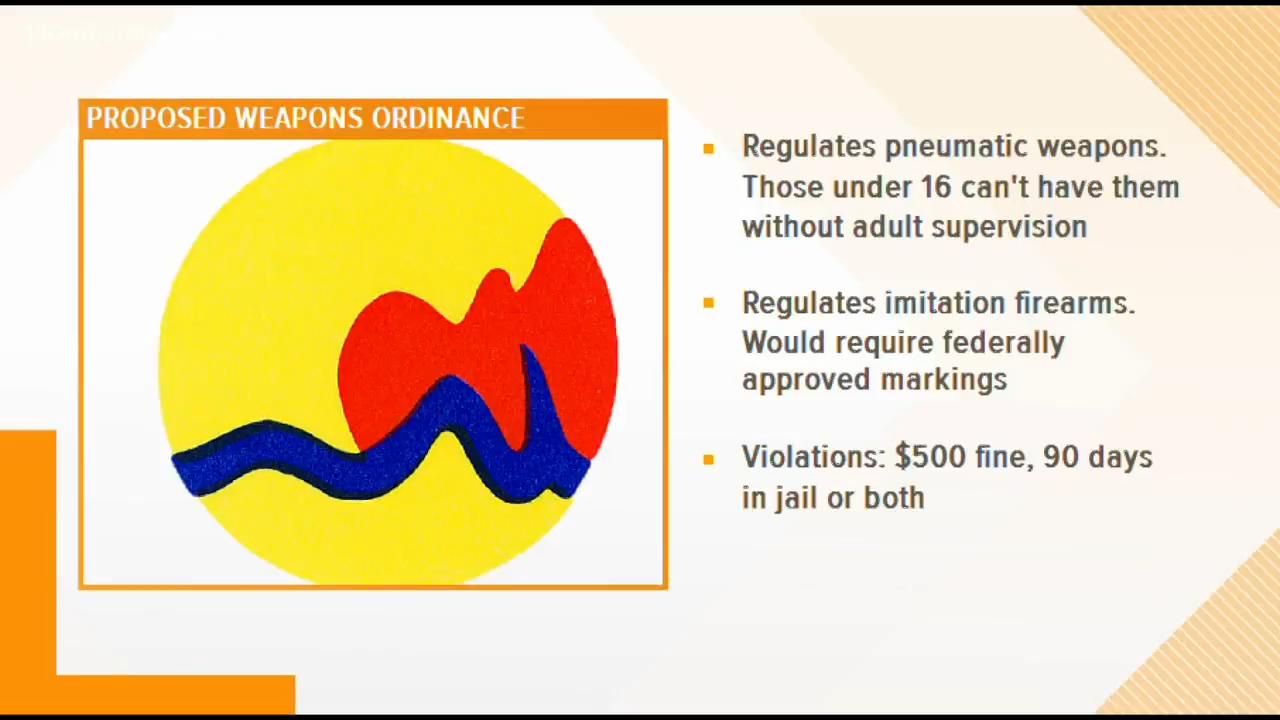 PROPOSED WEAPONS ORDINANCE
Regulates pneumatic weapons.
Those under 16 can't have them
without adult supervision
Regulates imitation firearms.
Would require federally
approved markings
Violations: $500 fine, 90 days
in jail or both